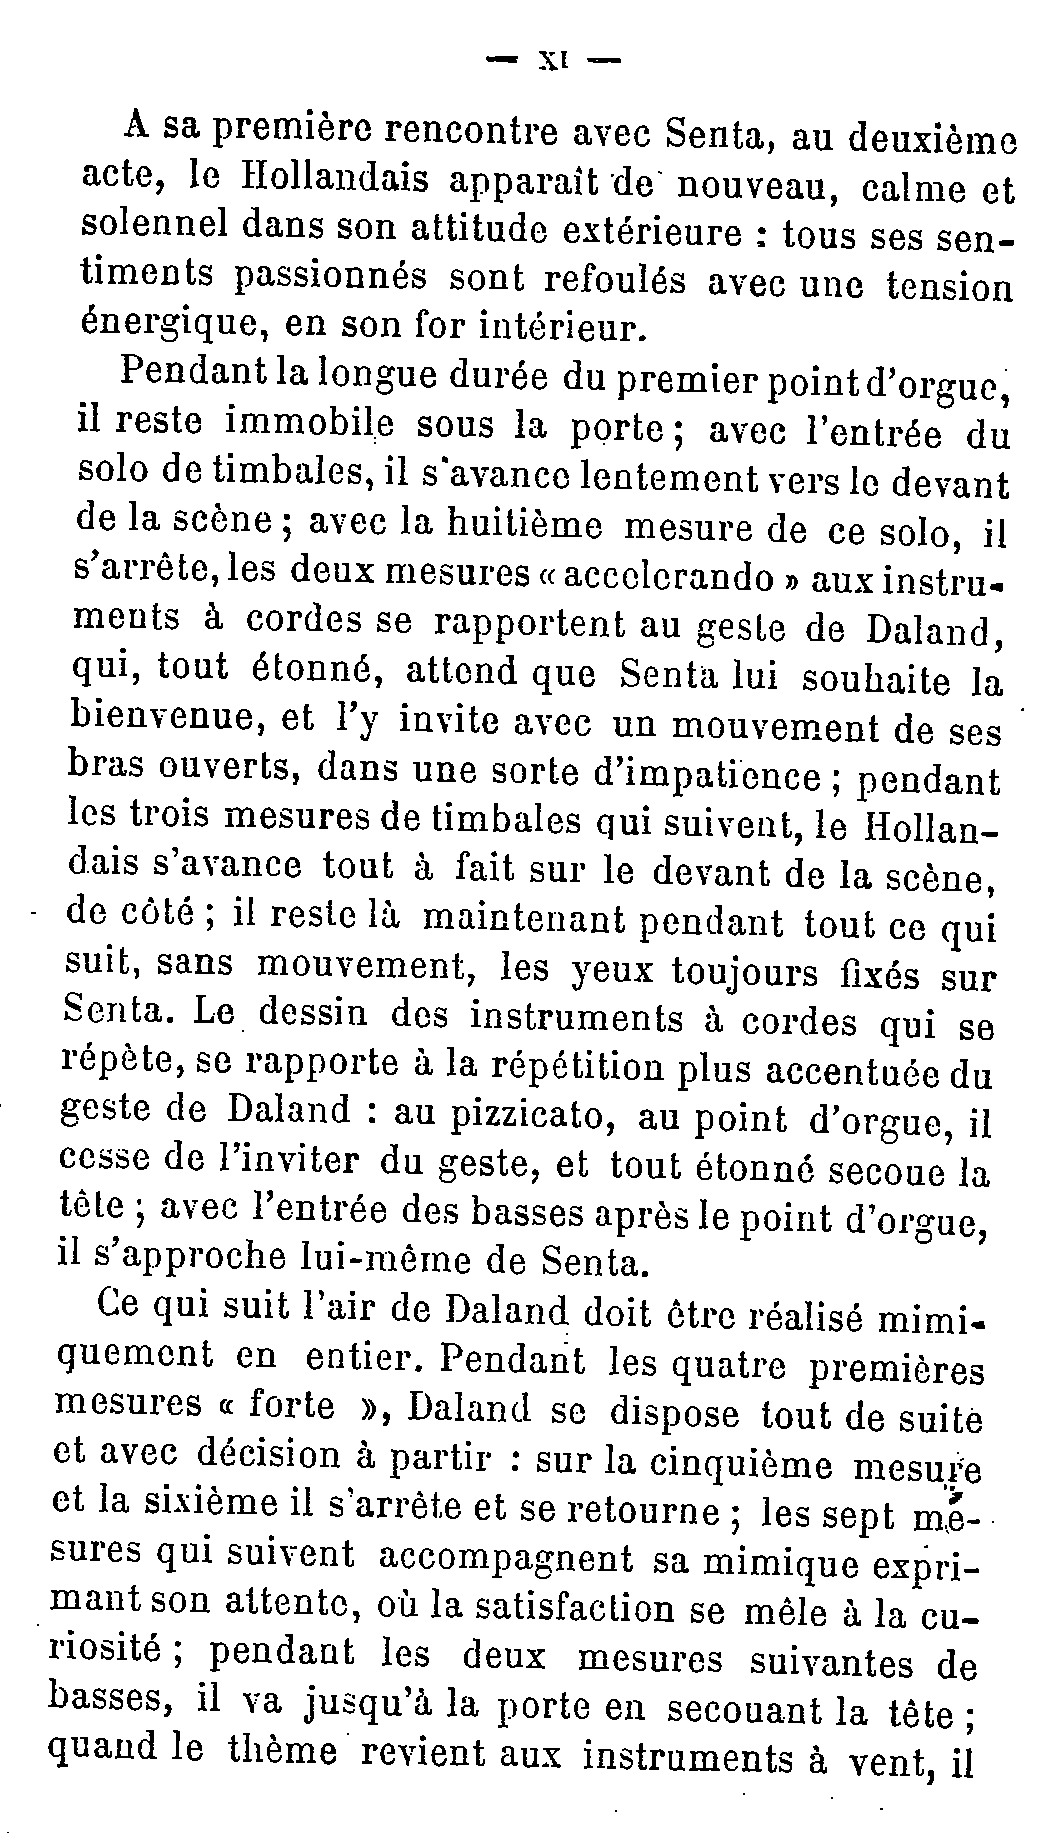 — XI —
A sa première rencontre avec Senta, au deuxième
acte, le Hollandais apparaît de nouveau, calme et
solennel dans son attitude extérieure : tous ses sen-
timents passionnés sont refoulés avec une tension
énergique, en son for intérieur.
Pendant la longue durée du premier point d'orgue,
il reste immobile sous la porte ; avec l'entrée du
solo de timbales, il s'avance lentement vers le devant
de la scène ; avec la huitième mesure de ce solo, il
s'arrête, les deux mesures « accelerando » aux instru-
ments à cordes se rapportent au geste de Daland,
qui, tout étonné, attend que Senta lui souhaite la
bienvenue, et l'y invite avec un mouvement de ses
bras ouverts, dans une sorte d'impatience ; pendant
les trois mesures de timbales qui suivent, le Hollan-
dais s'avance tout à fait sur le devant de la scène,
de côté ; il reste là maintenant pendant tout ce qui
suit, sans mouvement, les yeux toujours fixés sur
Senta. Le dessin des instruments à cordes qui se
répète, se rapporte à la répétition plus accentuée du
geste de Daland : au pizzicato, au point d'orgue, il
cesse de l'inviter du geste, et tout étonné secoue la
tête ; avec l'entrée des basses après le point d'orgue,
il s'approche lui-même de Senta.
Ce qui suit l'air de Daland doit être réalisé mimi-
quement en entier. Pendant les quatre premières
mesures « forte », Daland se dispose tout de suite
et avec décision à partir : sur la cinquième mesure
et la sixième il s'arrête et se retourne ; les sept me-
sures qui suivent accompagnent sa mimique expri-
mant son attente, où la satisfaction se mêle à la cu-
riosité ; pendant les deux mesures suivantes de
basses, il va jusqu'à la porte en secouant la tête ;
quand le thème revient aux instruments à vent, il